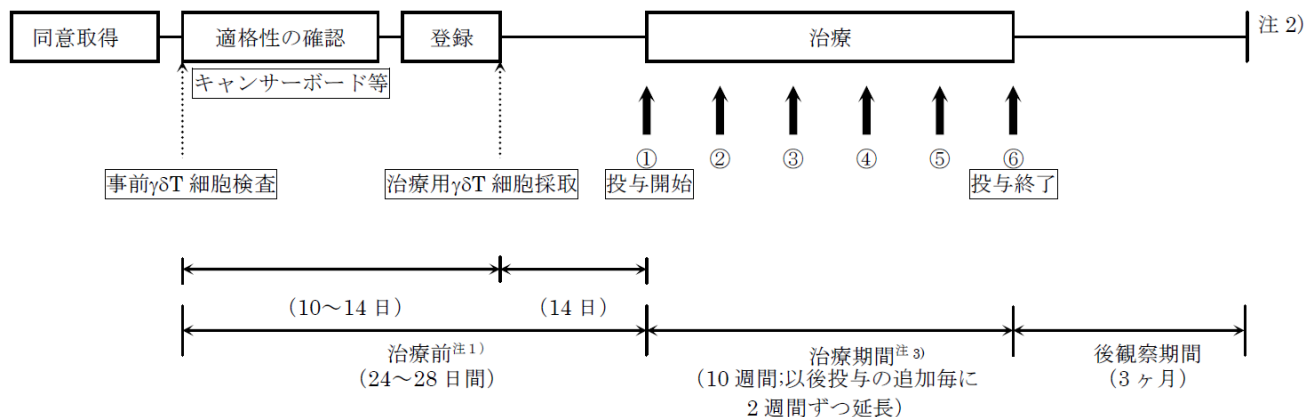 同意取得 適格性の確認 登録 治療 注 2)
キャンサーボード等
① ② ③ ④ ⑤ ⑥
事前γδT 細胞検査 治療用γδT 細胞採取 投与開始 投与終了
(10～14 日) (14 日)
治療前注 1) 治療期間注 3) 後観察期間
(24～28 日間) (10 週間;以後投与の追加毎に (3 ヶ月)
2 週間ずつ延長)